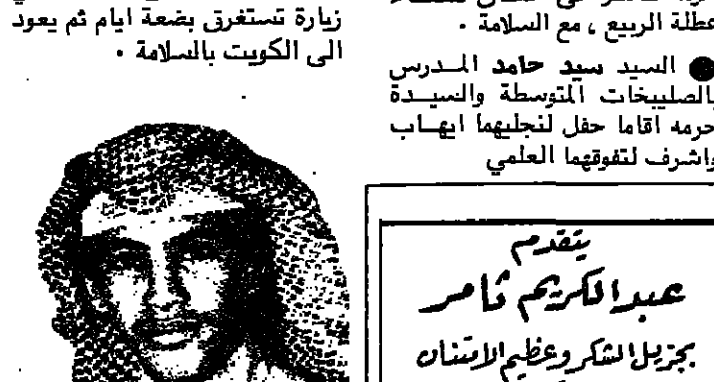 عطلة الربيع ، مع السلامة ·
● السيد سيد حامد المدرس
بالصليبخات المتوسطة والسيدة
حرمه اقاما حفل لنجليهما ايهاب
واشرف لتفوقهما العلمي
يتقدم
عبدالكريم ثامر
بجزيل الشكر وعظيم الامتنان
زيارة تستغرق بضعة ايام ثم يعود
الى الكويت بالسلامة ·